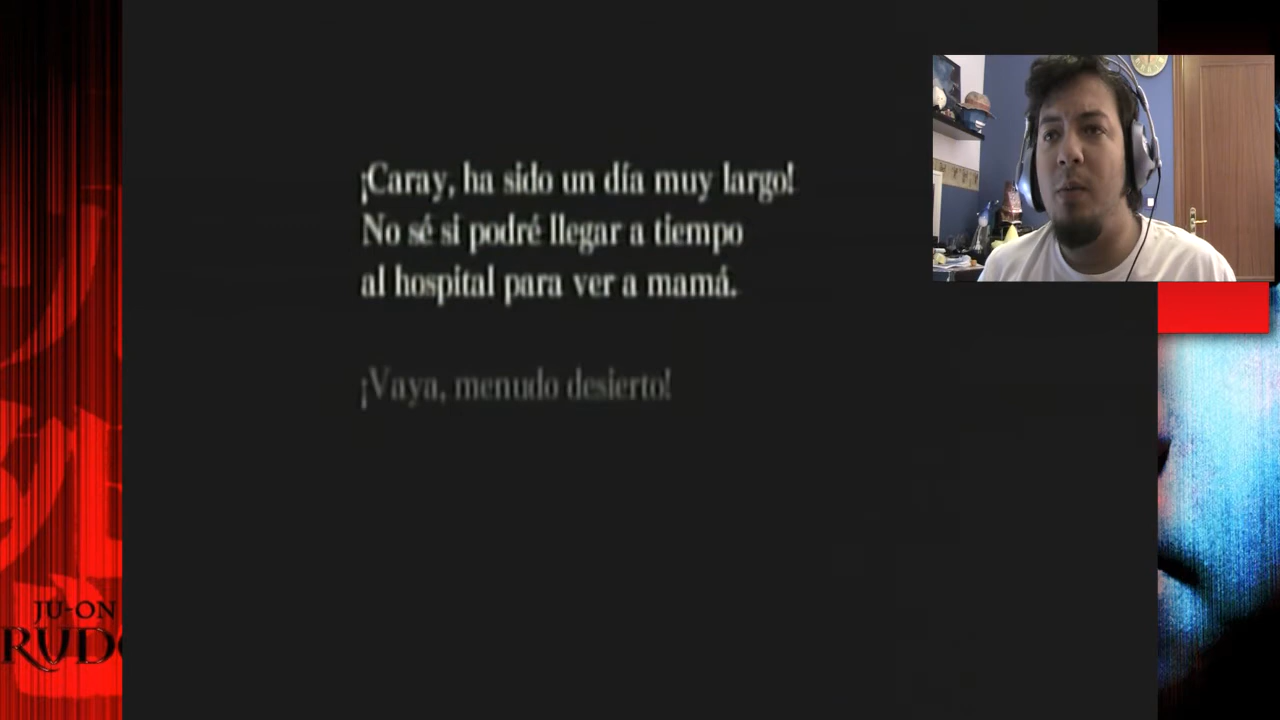 ¡Caray, ha sido un día muy largo!
No sé si podré llegar a tiempo
al hospital para ver a mamá.
¡Vaya, menudo desierto!
JU-ON